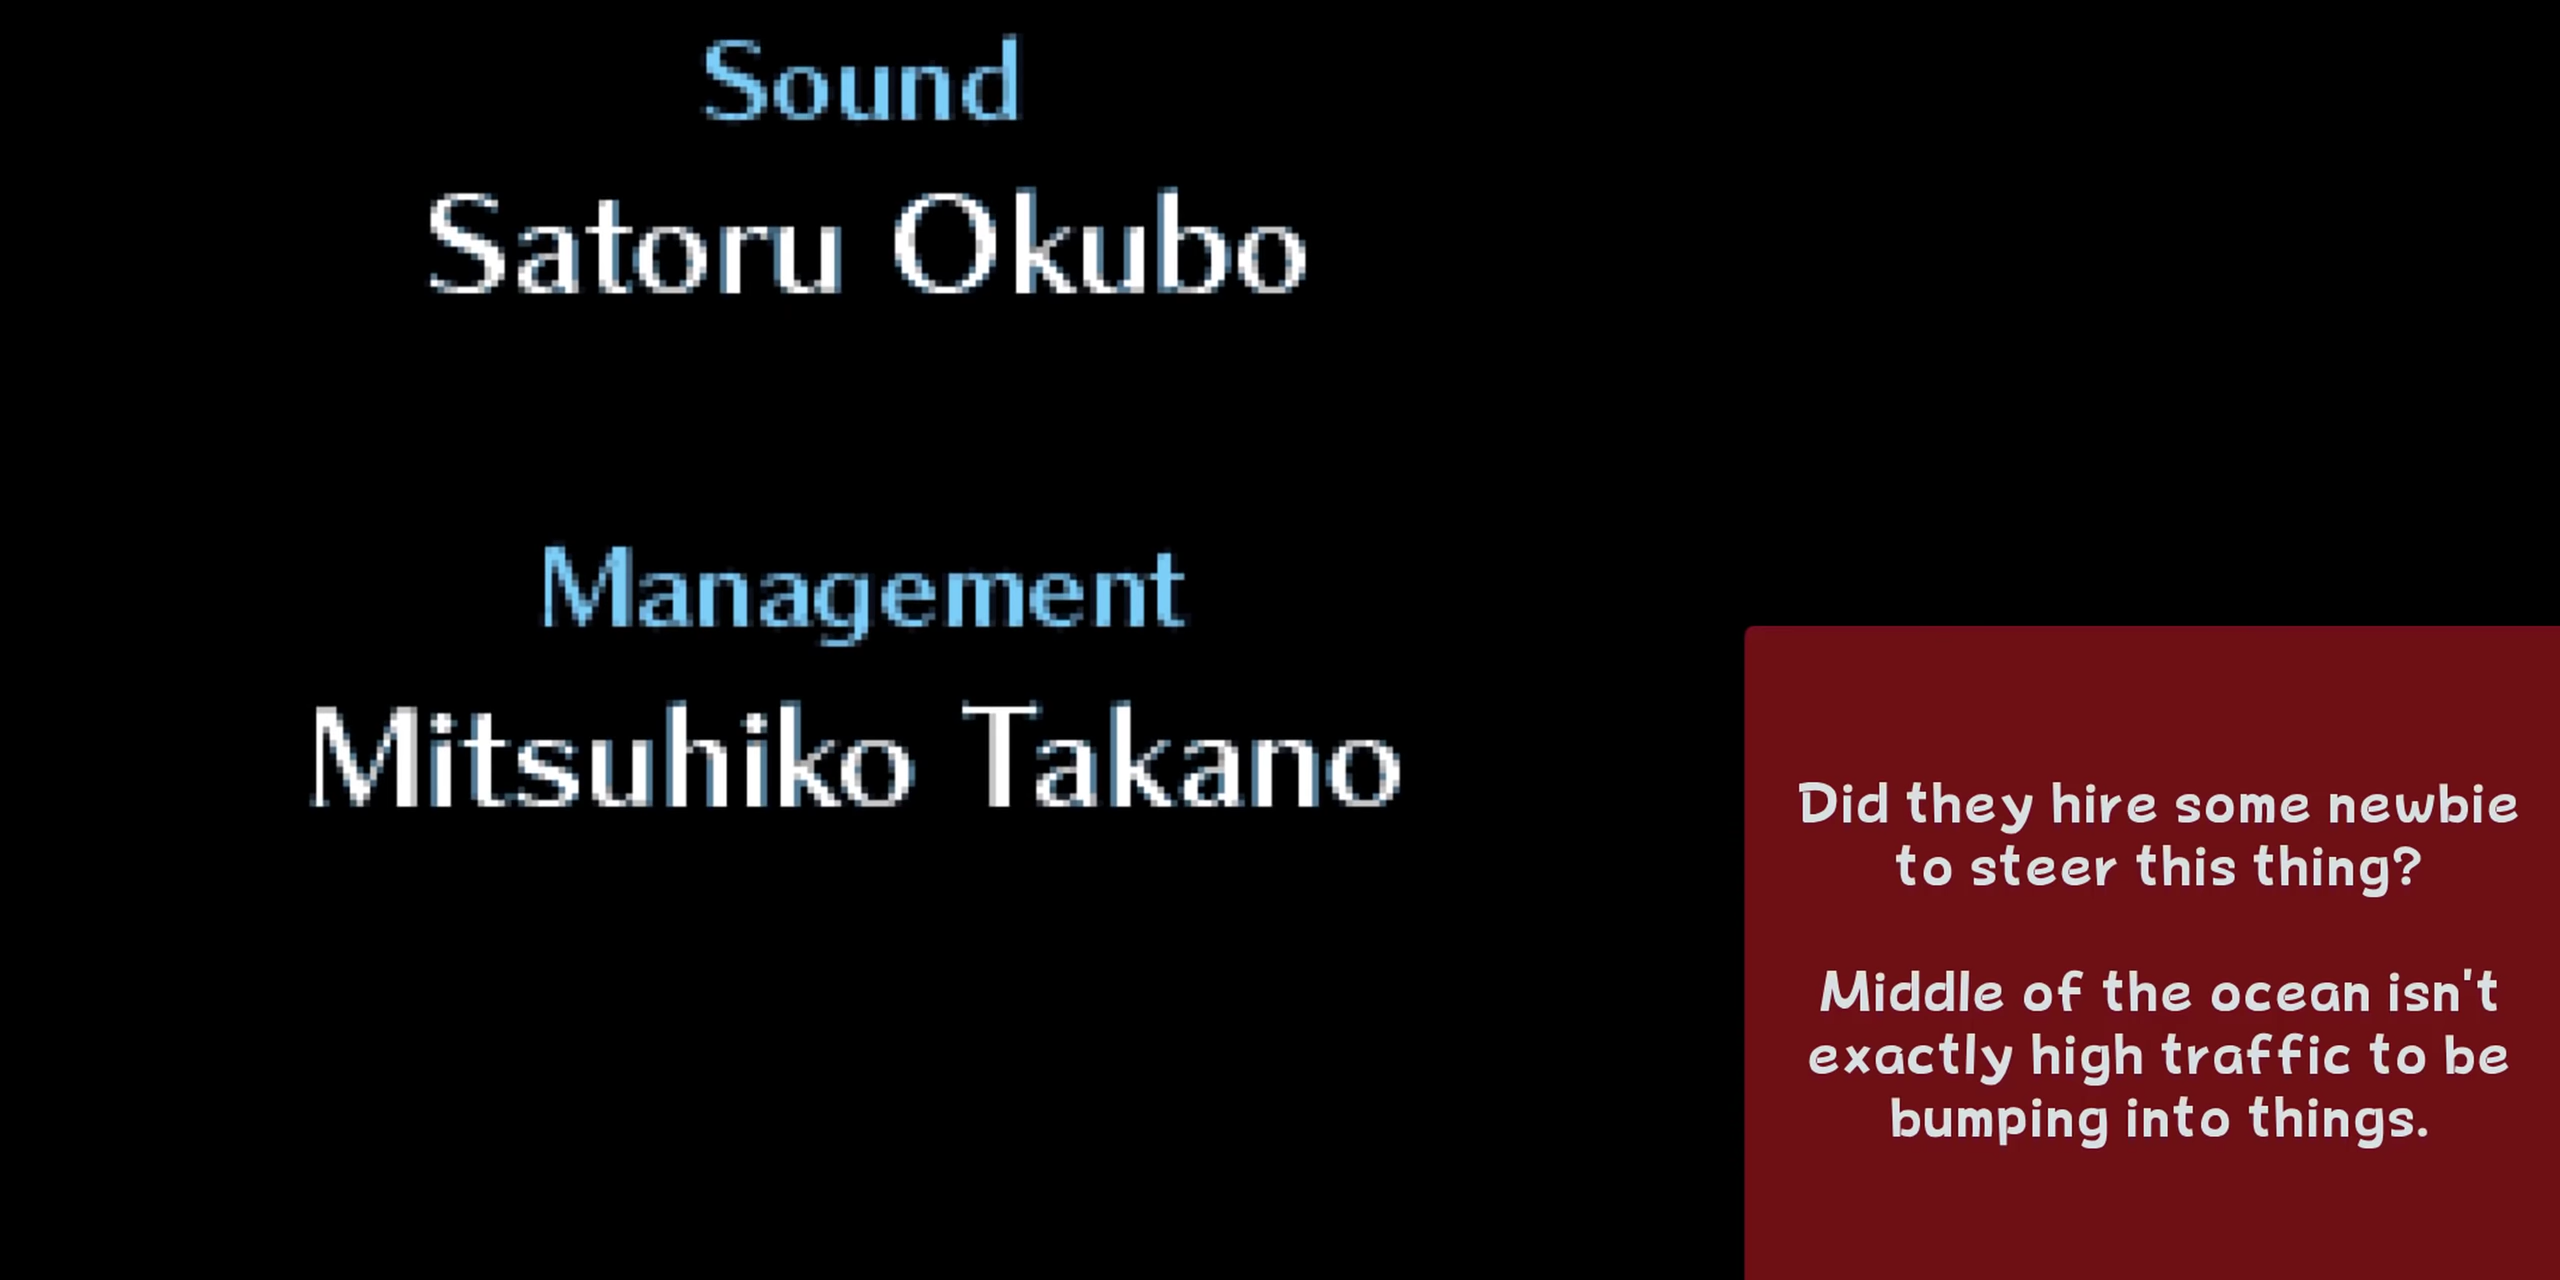 Sound
Satoru Okubo
Management
Mitsuhiko Takano
Did they hire some newbie
to steer this thing?
Middle of the ocean isn't
exactly high traffic to be
bumping into things.